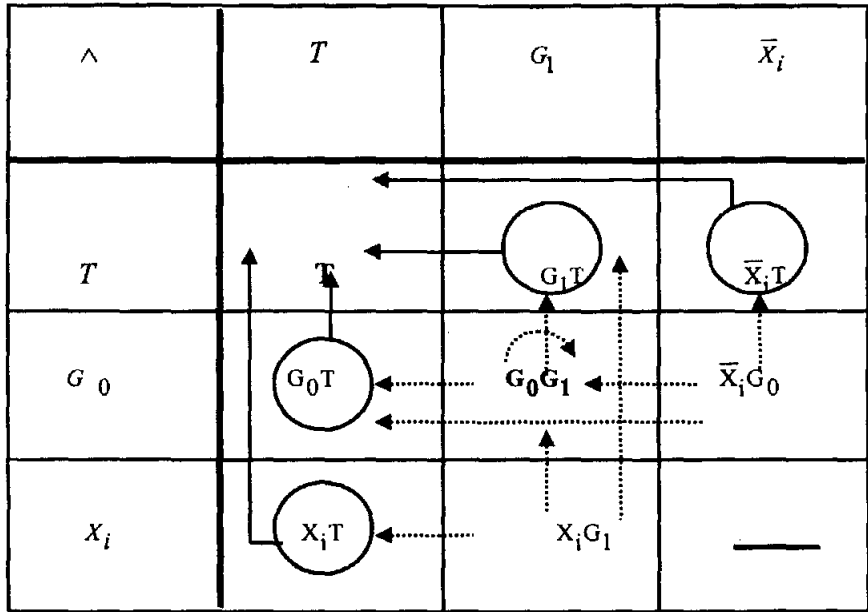 ∧ T G₁ X̅ᵢ
T T G₁T X̅ᵢT
G₀ G₀T G₀G₁ X̅ᵢG₀
Xᵢ XᵢT XᵢG₁ —